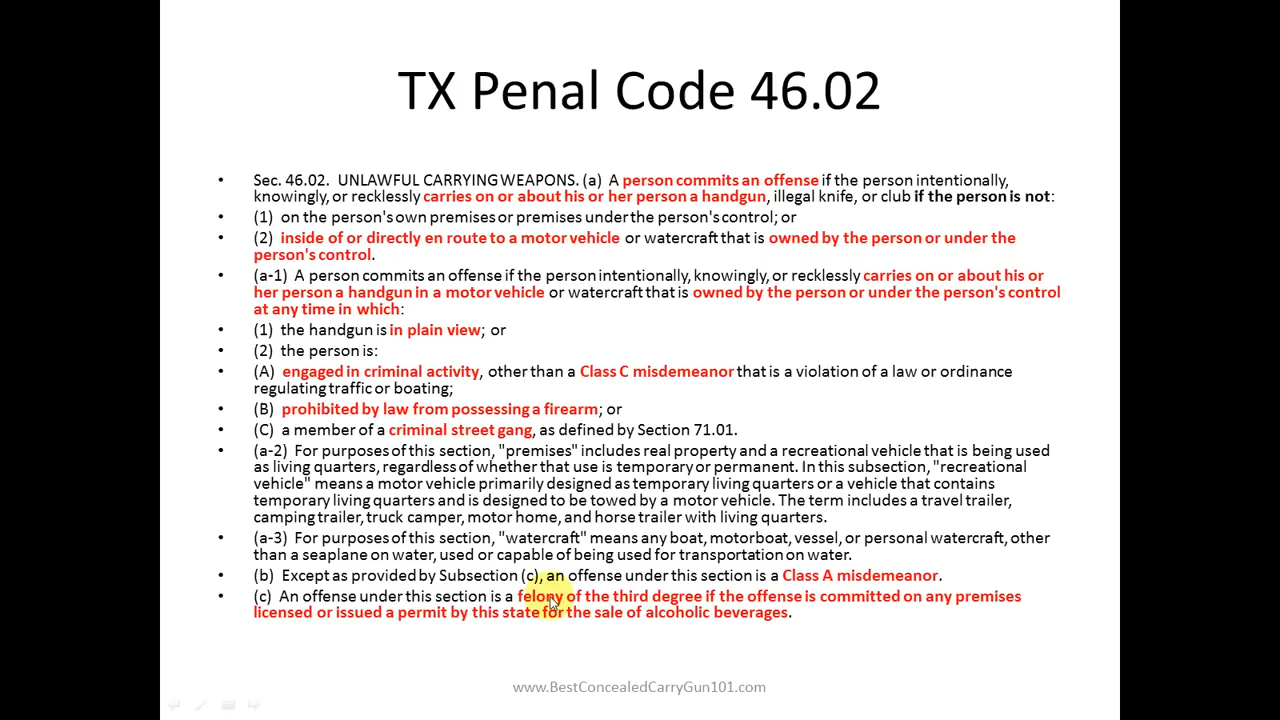 TX Penal Code 46.02
• Sec. 46.02.  UNLAWFUL CARRYING WEAPONS. (a)  A person commits an offense if the person intentionally,
knowingly, or recklessly carries on or about his or her person a handgun, illegal knife, or club if the person is not:
• (1)  on the person's own premises or premises under the person's control; or
• (2)  inside of or directly en route to a motor vehicle or watercraft that is owned by the person or under the
person's control.
• (a-1)  A person commits an offense if the person intentionally, knowingly, or recklessly carries on or about his or
her person a handgun in a motor vehicle or watercraft that is owned by the person or under the person's control
at any time in which:
• (1)  the handgun is in plain view; or
• (2)  the person is:
• (A)  engaged in criminal activity, other than a Class C misdemeanor that is a violation of a law or ordinance
regulating traffic or boating;
• (B)  prohibited by law from possessing a firearm; or
• (C)  a member of a criminal street gang, as defined by Section 71.01.
• (a-2)  For purposes of this section, "premises" includes real property and a recreational vehicle that is being used
as living quarters, regardless of whether that use is temporary or permanent. In this subsection, "recreational
vehicle" means a motor vehicle primarily designed as temporary living quarters or a vehicle that contains
temporary living quarters and is designed to be towed by a motor vehicle. The term includes a travel trailer,
camping trailer, truck camper, motor home, and horse trailer with living quarters.
• (a-3)  For purposes of this section, "watercraft" means any boat, motorboat, vessel, or personal watercraft, other
than a seaplane on water, used or capable of being used for transportation on water.
• (b)  Except as provided by Subsection (c), an offense under this section is a Class A misdemeanor.
• (c)  An offense under this section is a felony of the third degree if the offense is committed on any premises
licensed or issued a permit by this state for the sale of alcoholic beverages.
www.BestConcealedCarryGun101.com